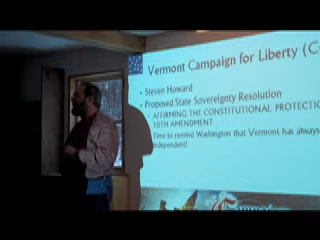 Vermont Campaign for Liberty (C
Steven Howard
Proposed State Sovereignty Resolution
AFFIRMING THE CONSTITUTIONAL PROTECTIO
10TH AMENDMENT
Time to remind Washington that Vermont has always
independent!